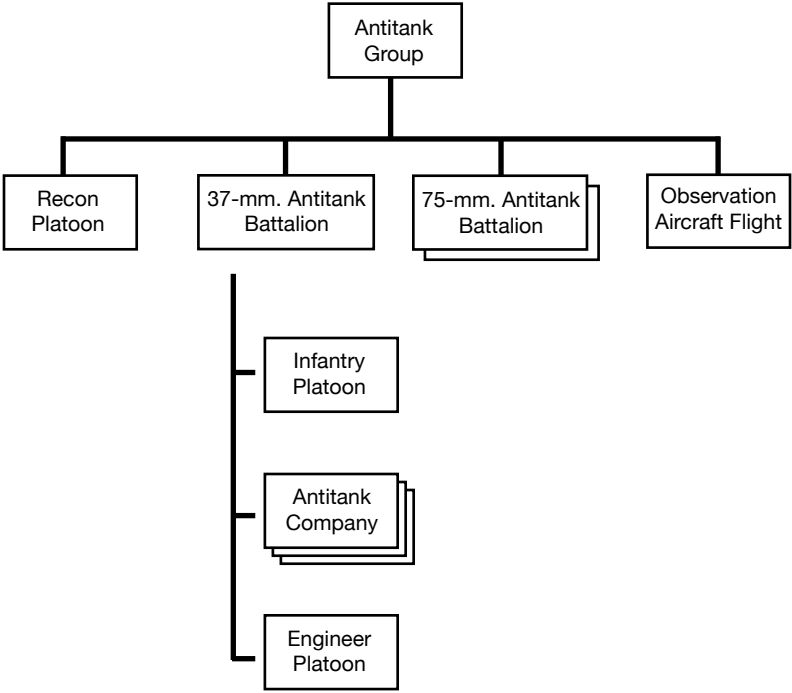 Antitank
Group
Recon
Platoon
37-mm. Antitank
Battalion
75-mm. Antitank
Battalion
Observation
Aircraft Flight
Infantry
Platoon
Antitank
Company
Engineer
Platoon